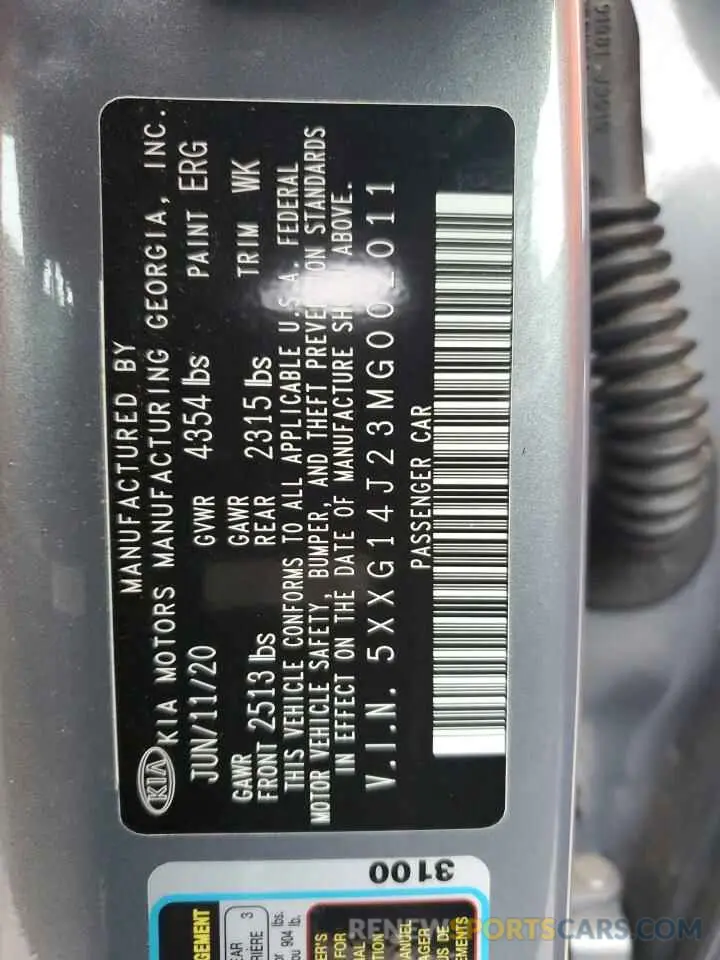 MANUFACTURED BY
KIA KIA MOTORS MANUFACTURING GEORGIA, INC.
JUN/11/20 GVWR 4354 lbs PAINT ERG
GAWR FRONT 2513 lbs GAWR REAR 2315 lbs TRIM WK
THIS VEHICLE CONFORMS TO ALL APPLICABLE U.S.A. FEDERAL
MOTOR VEHICLE SAFETY, BUMPER, AND THEFT PREVENTION STANDARDS
IN EFFECT ON THE DATE OF MANUFACTURE SHOWN ABOVE.
V.I.N. 5XXG14J23MG002011
PASSENGER CAR
3100
RENEWSPORTSCARS.COM